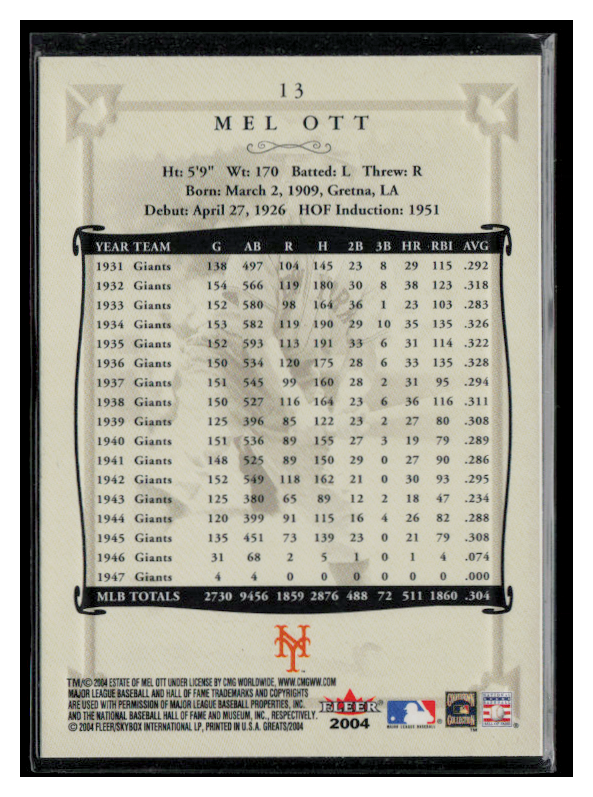 13
MEL OTT
Ht: 5'9" Wt: 170 Batted: L Threw: R
Born: March 2, 1909, Gretna, LA
Debut: April 27, 1926 HOF Induction: 1951
YEAR TEAM G AB R H 2B 3B HR RBI AVG
1931 Giants 138 497 104 145 23 8 29 115 .292
1932 Giants 154 566 119 180 30 8 38 123 .318
1933 Giants 152 580 98 164 36 1 23 103 .283
1934 Giants 153 582 119 190 29 10 35 135 .326
1935 Giants 152 593 113 191 33 6 31 114 .322
1936 Giants 150 534 120 175 28 6 33 135 .328
1937 Giants 151 545 99 160 28 2 31 95 .294
1938 Giants 150 527 116 164 23 6 36 116 .311
1939 Giants 125 396 85 122 23 2 27 80 .308
1940 Giants 151 536 89 155 27 3 19 79 .289
1941 Giants 148 525 89 150 29 0 27 90 .286
1942 Giants 152 549 118 162 21 0 30 93 .295
1943 Giants 125 380 65 89 12 2 18 47 .234
1944 Giants 120 399 91 115 16 4 26 82 .288
1945 Giants 135 451 73 139 23 0 21 79 .308
1946 Giants 31 68 2 5 1 0 1 4 .074
1947 Giants 4 4 0 0 0 0 0 0 .000
MLB TOTALS 2730 9456 1859 2876 488 72 511 1860 .304
NY
TM/© 2004 ESTATE OF MEL OTT UNDER LICENSE BY CMG WORLDWIDE, WWW.CMGWW.COM
MAJOR LEAGUE BASEBALL AND HALL OF FAME TRADEMARKS AND COPYRIGHTS
ARE USED WITH PERMISSION OF MAJOR LEAGUE BASEBALL PROPERTIES, INC.
AND THE NATIONAL BASEBALL HALL OF FAME AND MUSEUM, INC., RESPECTIVELY.
© 2004 FLEER/SKYBOX INTERNATIONAL LP, PRINTED IN U.S.A. GREATS/2004
FLEER
2004
MAJOR LEAGUE BASEBALL
COOPERSTOWN
COLLECTION
TM
HALL OF FAME